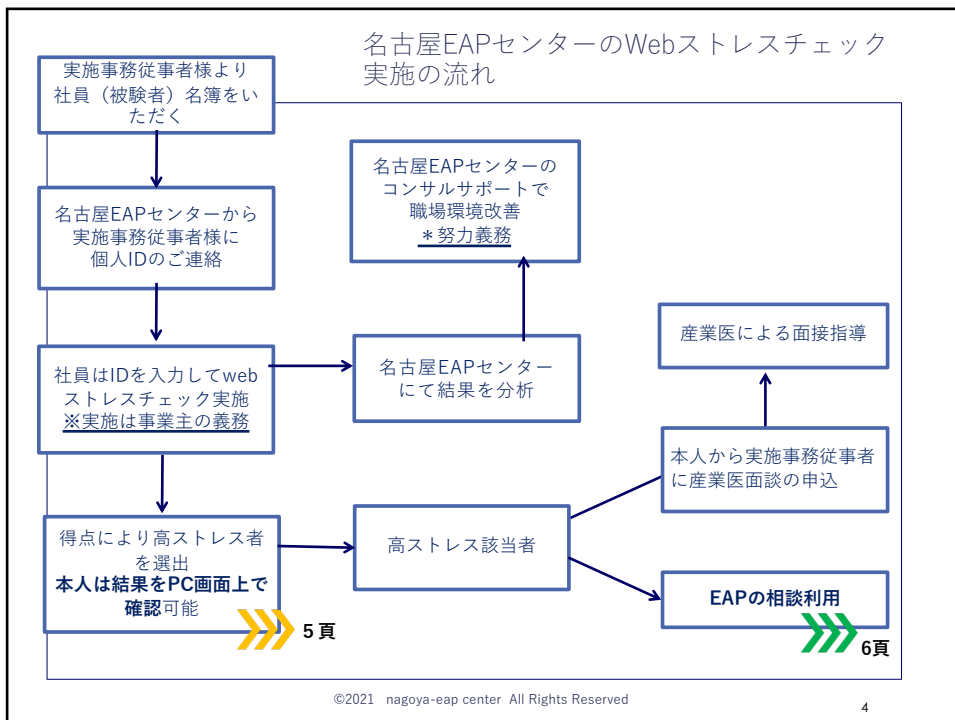 名古屋EAPセンターのWebストレスチェック
実施の流れ
実施事務従事者様より
社員（被験者）名簿をい
ただく
名古屋EAPセンターから
実施事務従事者様に
個人IDのご連絡
社員はIDを入力してweb
ストレスチェック実施
※実施は事業主の義務
得点により高ストレス者
を選出
本人は結果をPC画面上で
確認可能
５頁
名古屋EAPセンターの
コンサルサポートで
職場環境改善
＊努力義務
名古屋EAPセンター
にて結果を分析
高ストレス該当者
産業医による面接指導
本人から実施事務従事者
に産業医面談の申込
EAPの相談利用
6頁
©2021 nagoya-eap center All Rights Reserved
4